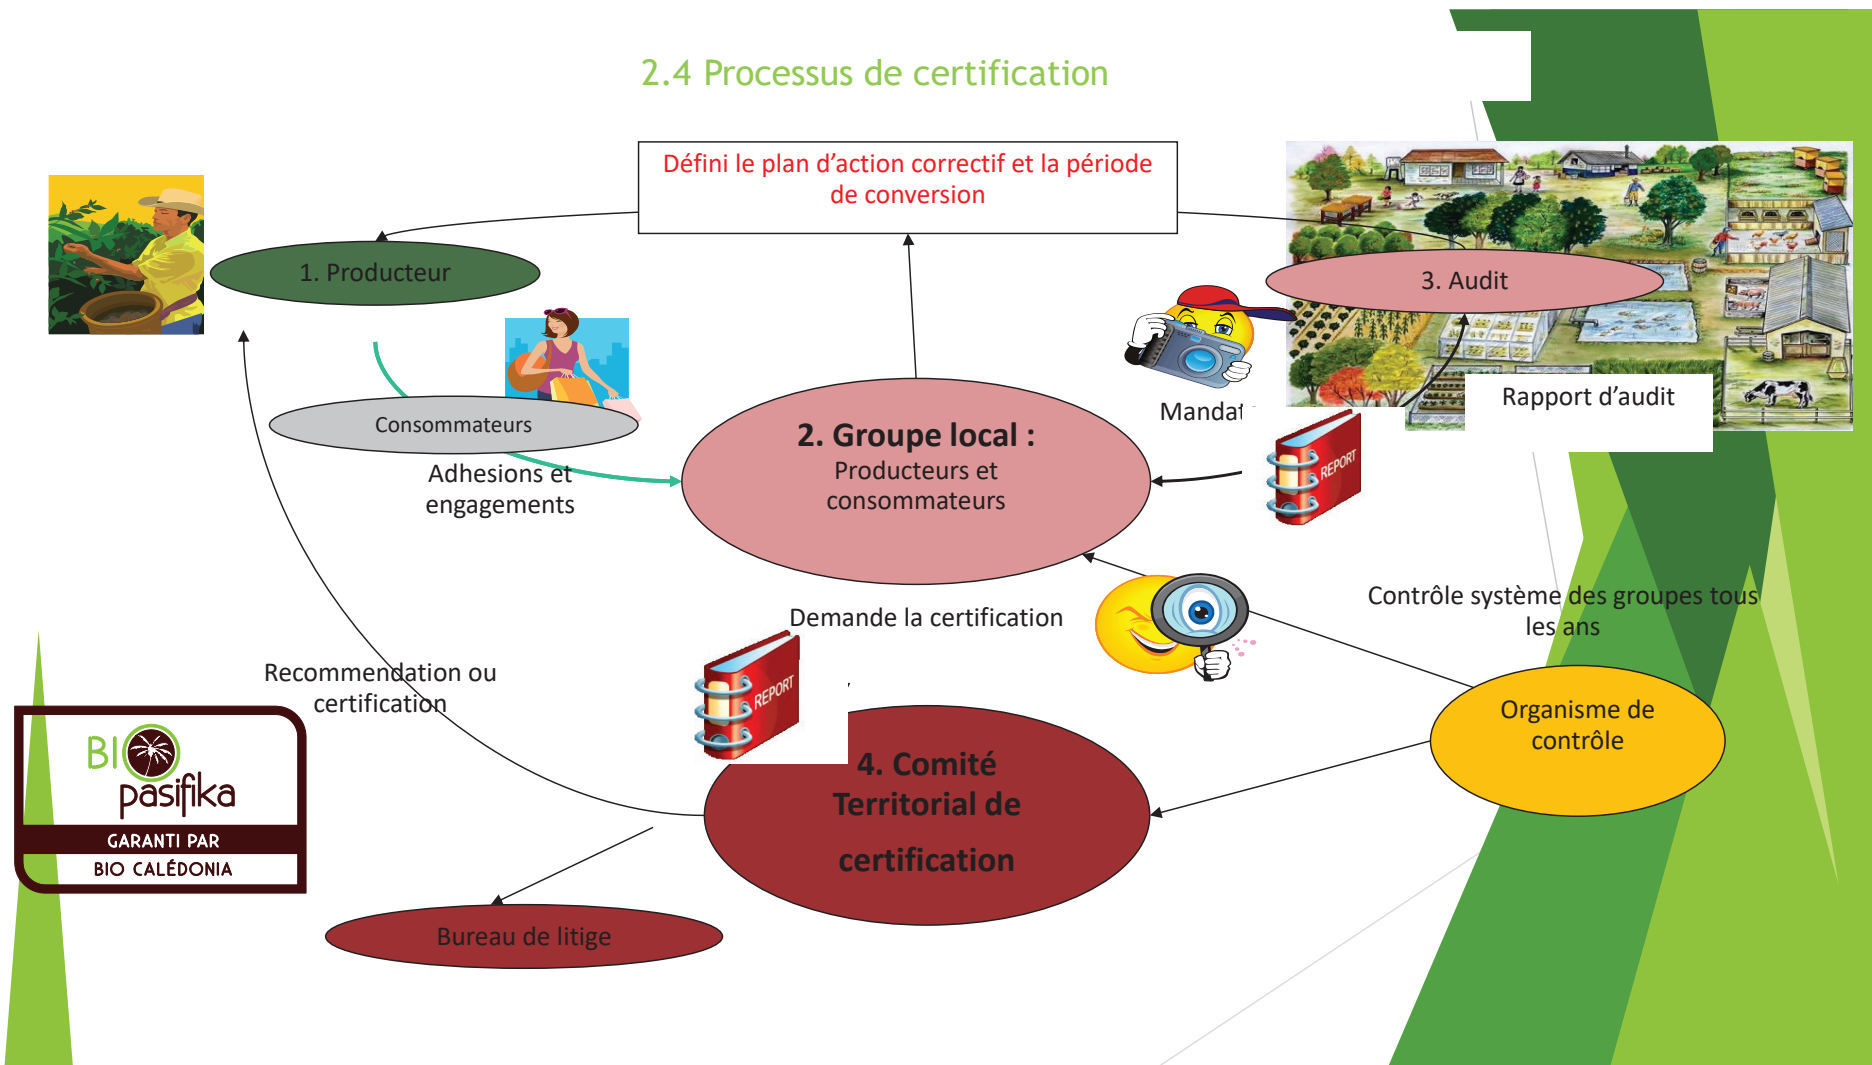 2.4 Processus de certification
Défini le plan d’action correctif et la période
de conversion
1. Producteur
3. Audit
Consommateurs
Adhesions et
engagements
2. Groupe local :
Producteurs et
consommateurs
Mandat
Rapport d’audit
REPORT
Demande la certification
Contrôle système des groupes tous
les ans
Recommendation ou
certification
REPORT
Organisme de
contrôle
4. Comité
Territorial de
certification
BIO
pasifika
GARANTI PAR
BIO CALÉDONIA
Bureau de litige